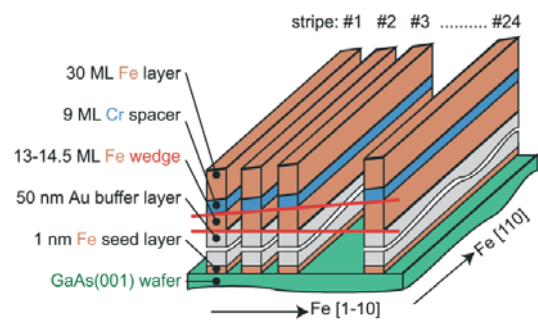 stripe: #1 #2 #3 .......... #24
30 ML Fe layer
9 ML Cr spacer
13-14.5 ML Fe wedge
50 nm Au buffer layer
1 nm Fe seed layer
GaAs(001) wafer
Fe [110]
Fe [1-10]